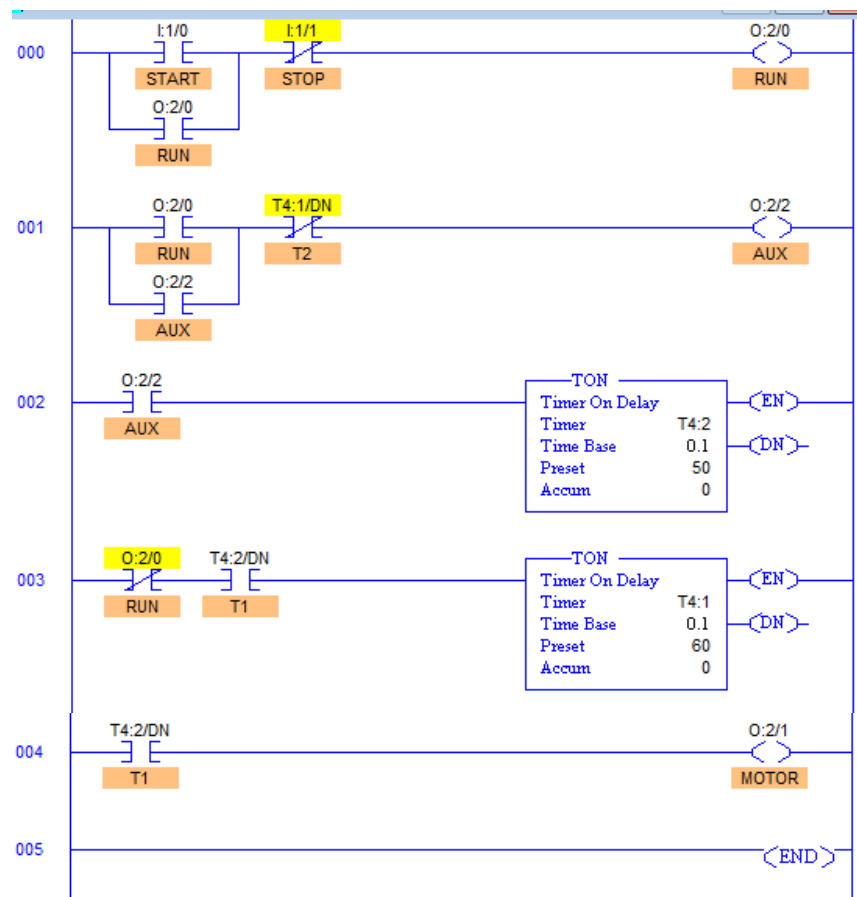 I:1/0 I:1/1 O:2/0
000
START STOP RUN
O:2/0
RUN
O:2/0 T4:1/DN O:2/2
001
RUN T2 AUX
O:2/2
AUX
O:2/2 TON
002 Timer On Delay EN
AUX Timer T4:2
Time Base 0.1 DN
Preset 50
Accum 0
O:2/0 T4:2/DN TON
003 Timer On Delay EN
RUN T1 Timer T4:1
Time Base 0.1 DN
Preset 60
Accum 0
T4:2/DN O:2/1
004
T1 MOTOR
005 END